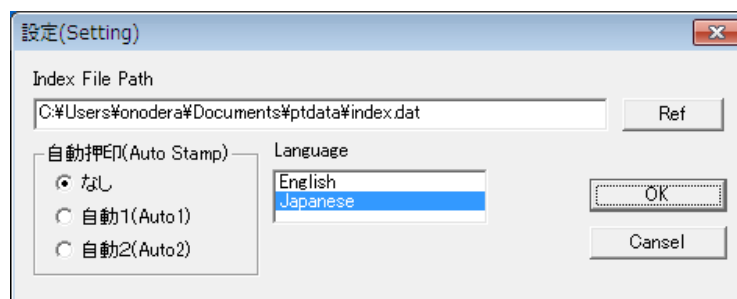 設定(Setting)
Index File Path
C:¥Users¥onodera¥Documents¥ptdata¥index.dat
Ref
自動押印(Auto Stamp)
なし
自動1(Auto1)
自動2(Auto2)
Language
English
Japanese
OK
Cansel